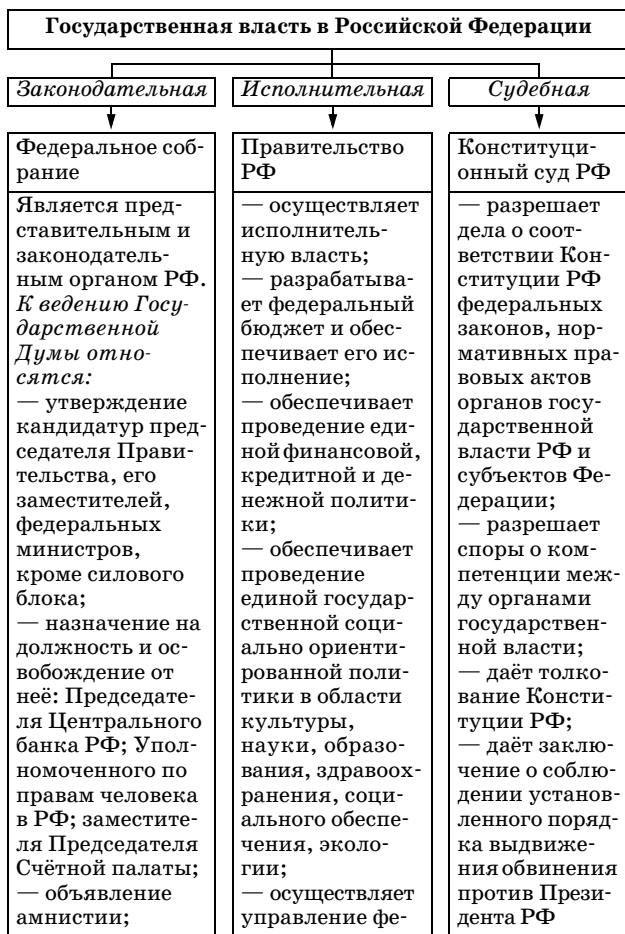 Государственная власть в Российской Федерации
Законодательная
Исполнительная
Судебная
Федеральное соб-
рание
Является пред-
ставительным и
законодатель-
ным органом РФ.
К ведению Госу-
дарственной
Думы отно-
сятся:
— утверждение
кандидатур пред-
седателя Прави-
тельства, его
заместителей,
федеральных
министров,
кроме силового
блока;
— назначение на
должность и ос-
вобождение от
неё: Председате-
ля Центрального
банка РФ; Упол-
номоченного по
правам человека
в РФ; заместите-
ля Председателя
Счётной палаты;
— объявление
амнистии;
Правительство
РФ
— осуществляет
исполнитель-
ную власть;
— разрабатыва-
ет федеральный
бюджет и обес-
печивает его ис-
полнение;
— обеспечивает
проведение еди-
ной финансовой,
кредитной и де-
нежной полити-
ки;
— обеспечивает
проведение
единой государ-
ственной соци-
ально ориенти-
рованной поли-
тики в области
культуры,
науки, образо-
вания, здравоох-
ранения, соци-
ального обеспе-
чения, эколо-
гии;
— осуществляет
управление фе-
Конституци-
онный суд РФ
— разрешает
дела о соот-
ветствии Кон-
ституции РФ
федеральных
законов, нор-
мативных пра-
вовых актов
органов госу-
дарственной
власти РФ и
субъектов Фе-
дерации;
— разрешает
споры о ком-
петенции меж-
ду органами
государствен-
ной власти;
— даёт толко-
вание Консти-
туции РФ;
— даёт заклю-
чение о соблю-
дении установ-
ленного поряд-
ка выдвиже-
ния обвинения
против Прези-
дента РФ